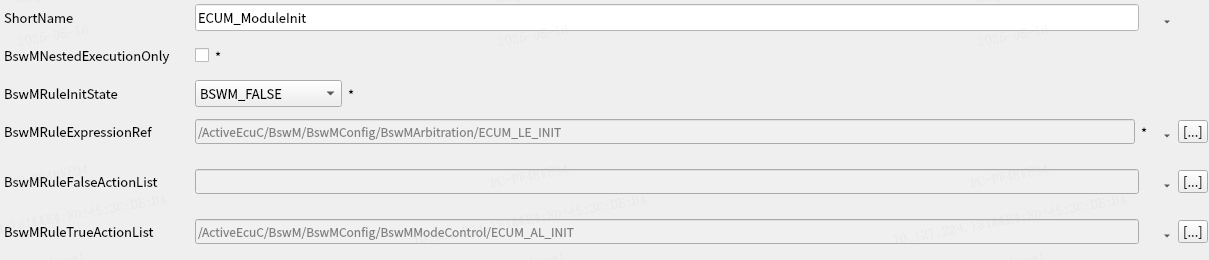 ShortName ECUM_ModuleInit
BswMNestedExecutionOnly *
BswMRuleInitState BSWM_FALSE *
BswMRuleExpressionRef /ActiveEcuC/BswM/BswMConfig/BswMArbitration/ECUM_LE_INIT * [...]
BswMRuleFalseActionList [...]
BswMRuleTrueActionList /ActiveEcuC/BswM/BswMConfig/BswMModeControl/ECUM_AL_INIT [...]